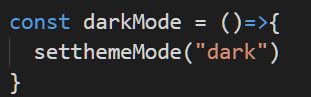 const darkMode = ()=>{
  setthemeMode("dark")
}